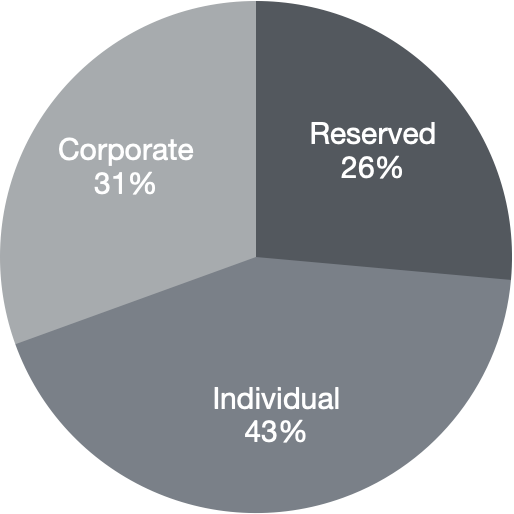 Reserved
26%
Corporate
31%
Individual
43%